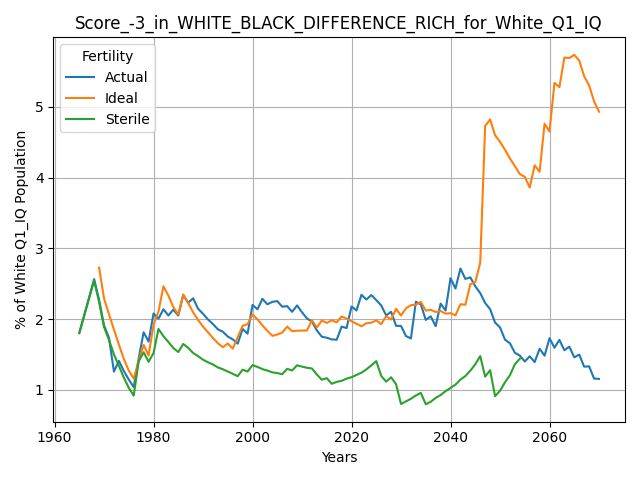 Score_-3_in_WHITE_BLACK_DIFFERENCE_RICH_for_White_Q1_IQ
Fertility
Actual
Ideal
Sterile
% of White Q1_IQ Population
5
4
3
2
1
1960 1980 2000 2020 2040 2060
Years